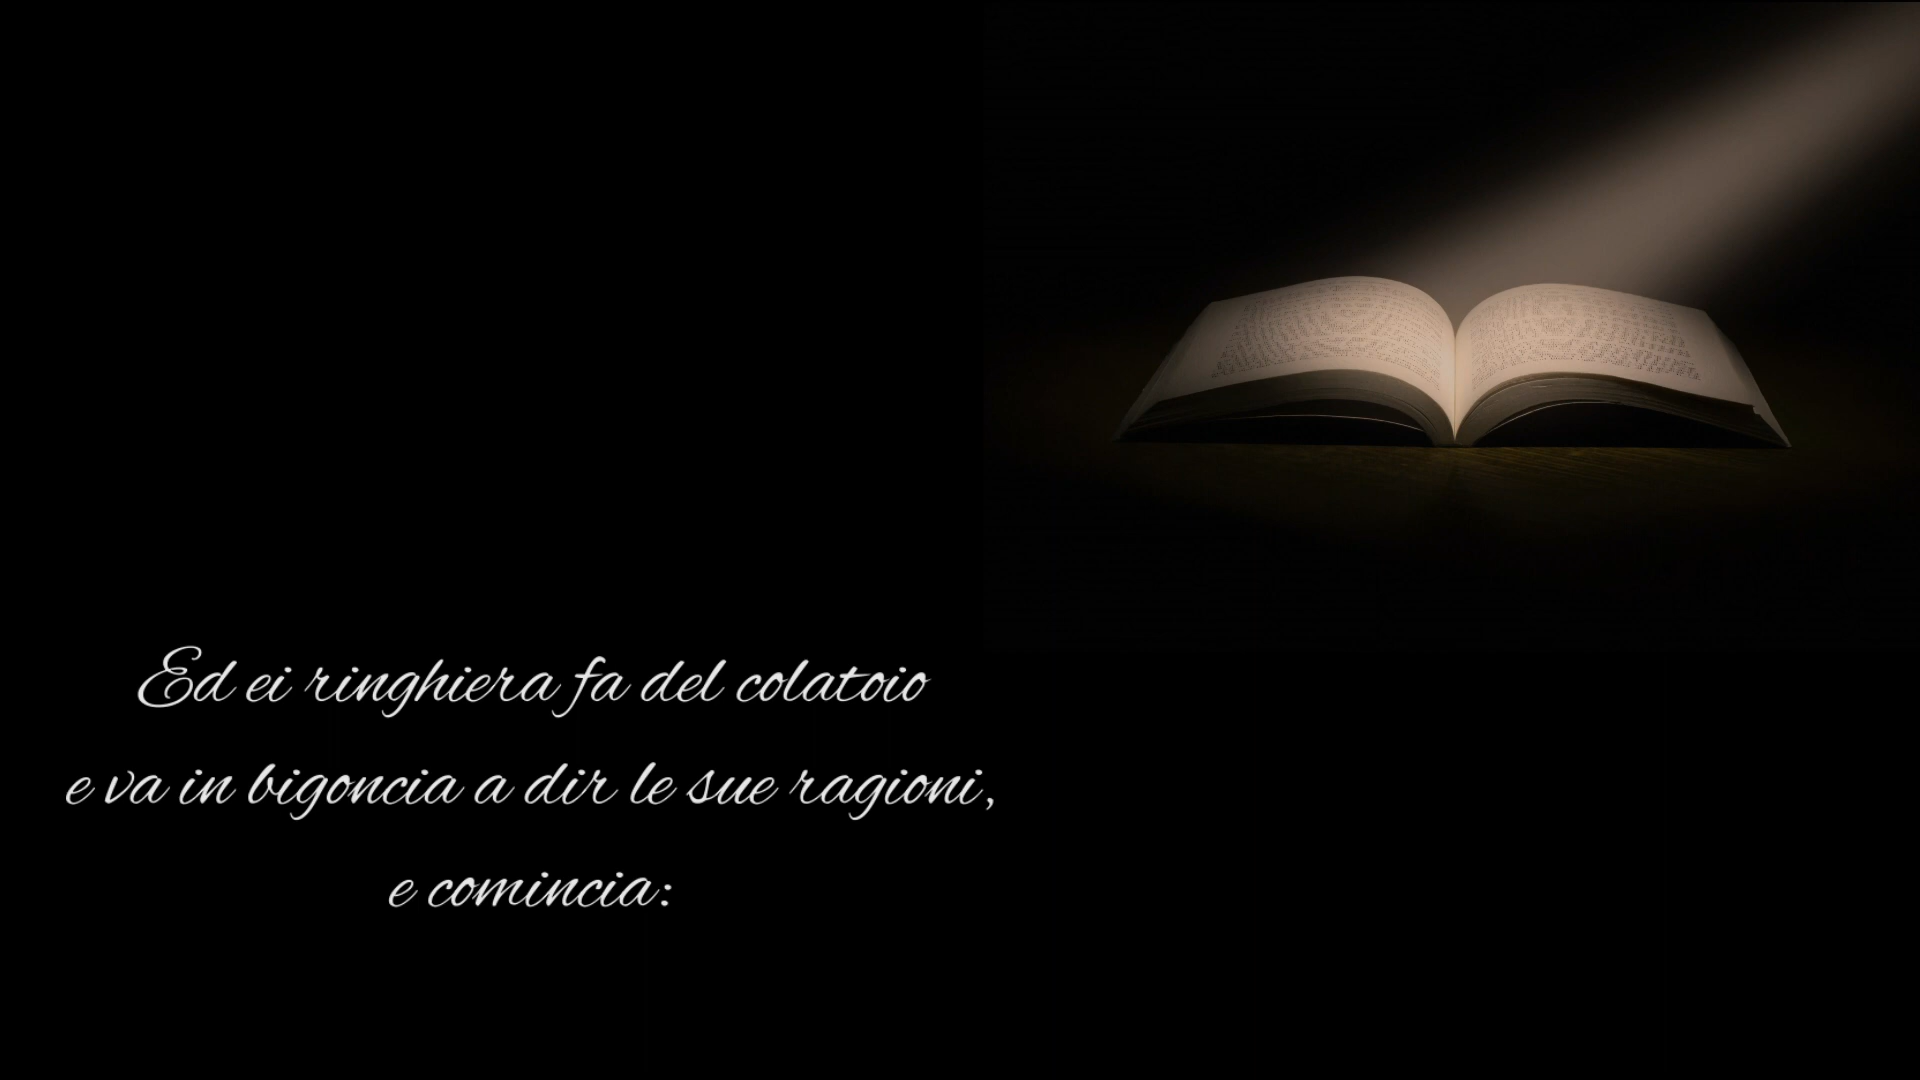 Ed ei ringhiera fa del colatoio
e va in bigoncia a dir le sue ragioni,
e comincia: